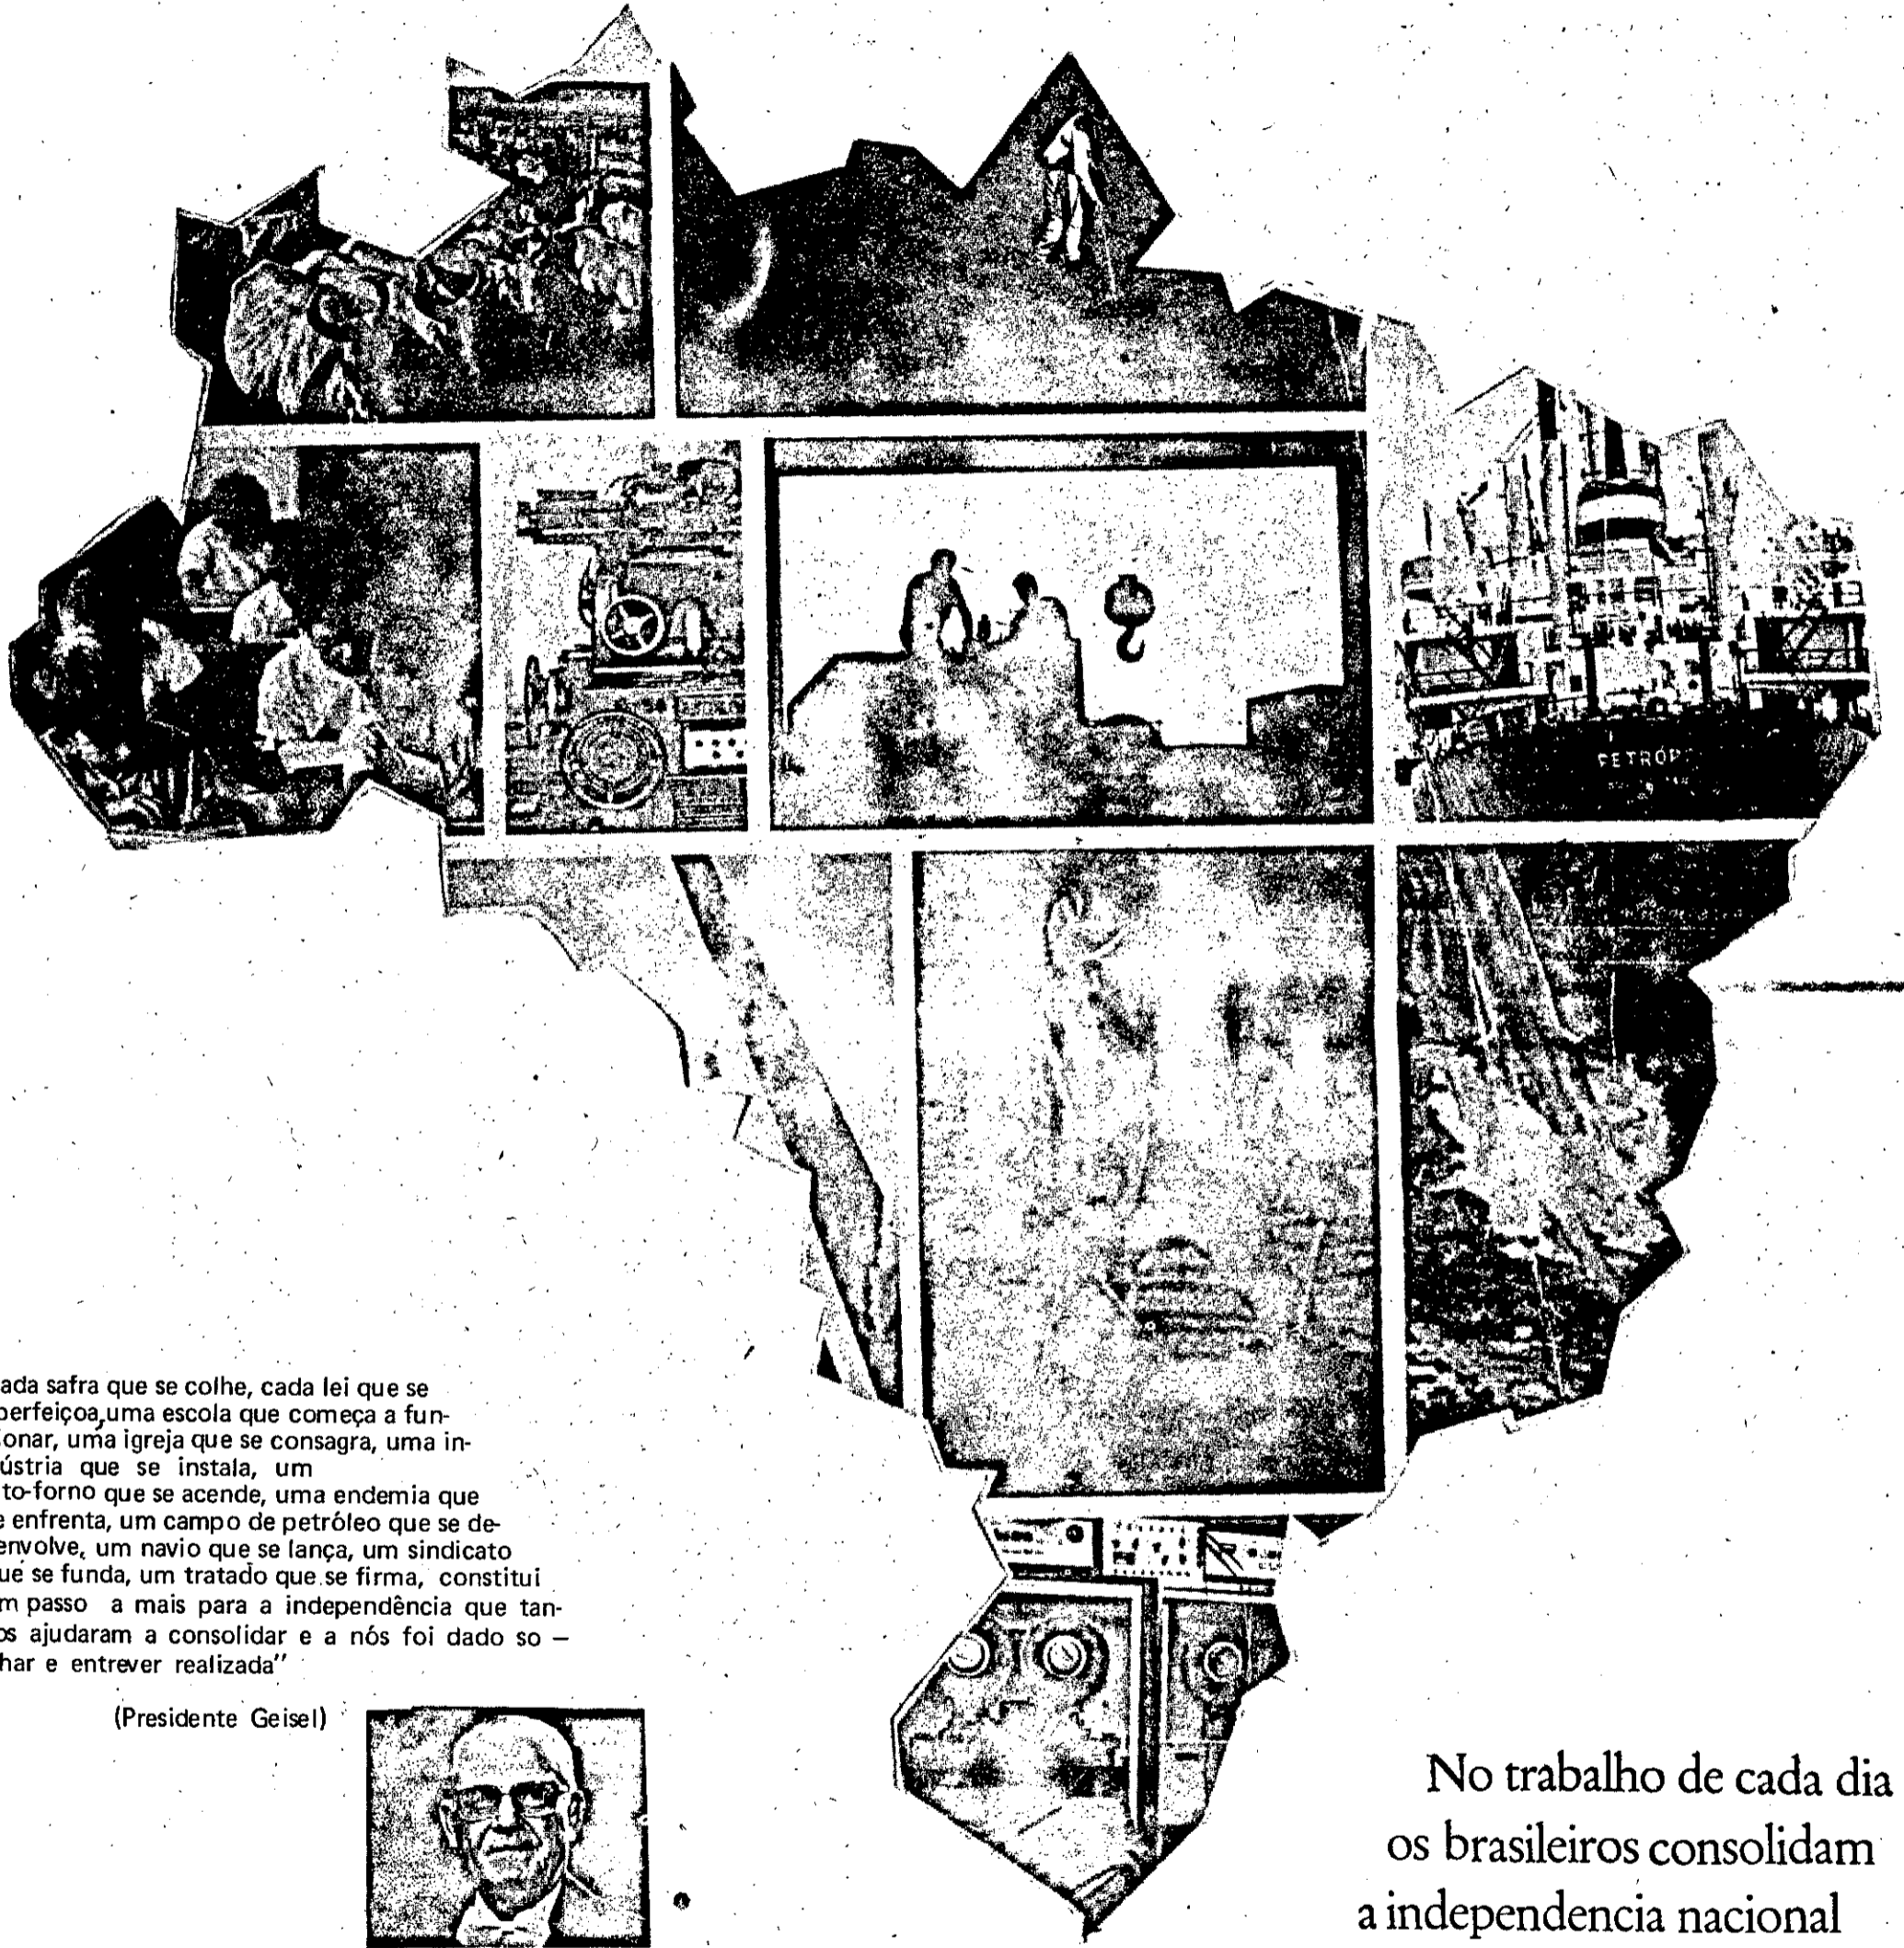 ada safra que se colhe, cada lei que se
perfeiçoa, uma escola que começa a fun-
onar, uma igreja que se consagra, uma in-
ústria que se instala, um
to-forno que se acende, uma endemia que
e enfrenta, um campo de petróleo que se de-
envolve, um navio que se lança, um sindicato
ue se funda, um tratado que se firma, constitui
m passo a mais para a independência que tan-
os ajudaram a consolidar e a nós foi dado so —
har e entrever realizada"
(Presidente Geisel)
PETRÓP
No trabalho de cada dia
os brasileiros consolidam
a independencia nacional